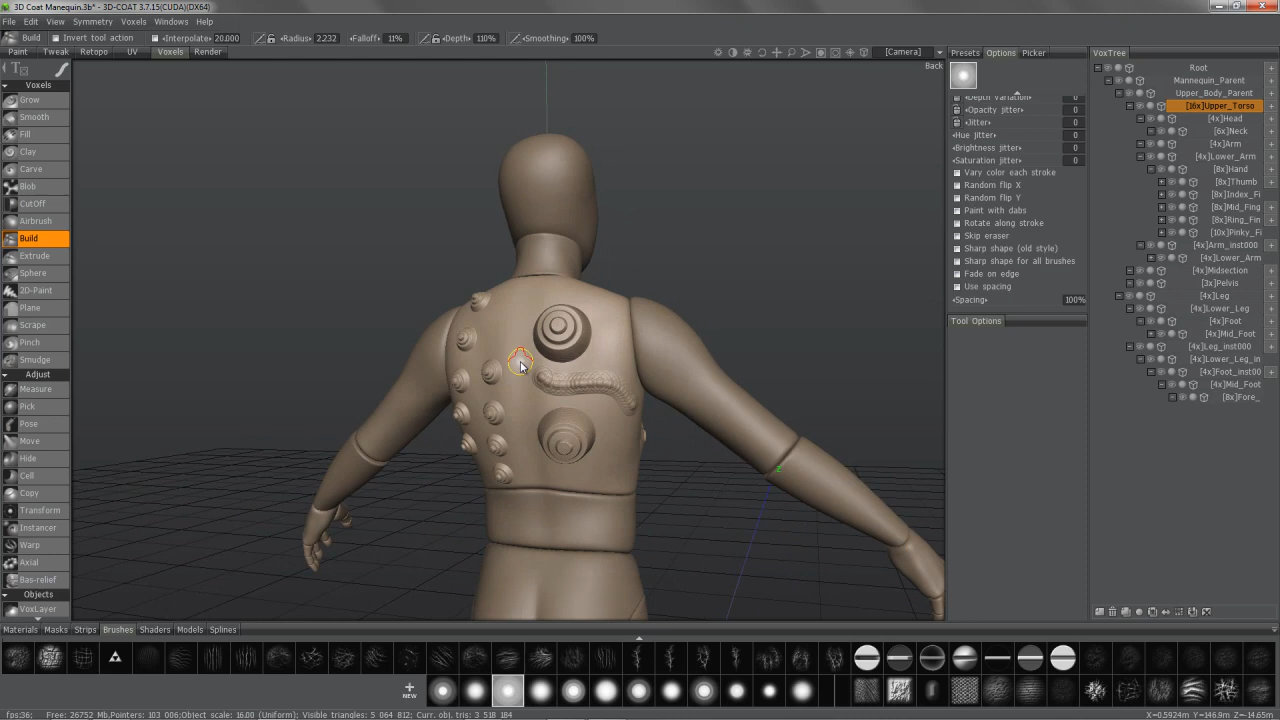 3D Coat Manequin.3b* - 3D-COAT 3.7.15(CUDA)(DX64)
File Edit View Symmetry Voxels Windows Help
Build Invert tool action Interpolate 20.000 Radius 2.232 Falloff 11% Depth 110% Smoothing 100%
Paint Tweak Retopo UV Voxels Render [Camera] Presets Options Picker VoxTree
Back
Voxels
Grow
Smooth
Fill
Clay
Carve
Blob
CutOff
Airbrush
Build
Extrude
Sphere
2D-Paint
Plane
Scrape
Pinch
Smudge
Adjust
Measure
Pick
Pose
Move
Hide
Cell
Copy
Transform
Instancer
Warp
Axial
Bas-relief
Objects
VoxLayer
Z
Depth variation 0
Opacity jitter 0
Jitter 0
Hue jitter 0
Brightness jitter 0
Saturation jitter 0
Vary color each stroke
Random flip X
Random flip Y
Paint with dabs
Rotate along stroke
Skip eraser
Sharp shape (old style)
Sharp shape for all brushes
Fade on edge
Use spacing
Spacing 100%
Tool Options
Root
Mannequin_Parent
Upper_Body_Parent
[16x]Upper_Torso
[4x]Head
[6x]Neck
[4x]Arm
[4x]Lower_Arm
[8x]Hand
[8x]Thumb
[8x]Index_Fi
[8x]Mid_Fing
[8x]Ring_Fin
[10x]Pinky_Fi
[4x]Arm_inst000
[4x]Lower_Arm
[4x]Midsection
[3x]Pelvis
[4x]Leg
[4x]Lower_Leg
[4x]Foot
[4x]Mid_Foot
[4x]Leg_inst000
[4x]Lower_Leg_in
[4x]Foot_inst00
[4x]Mid_Foot
[8x]Fore_
Materials Masks Strips Brushes Shaders Models Splines
NEW
fps:36; Free: 26752 Mb,Pointers: 103 006;Object scale: 16.00 (Uniform), Visible triangles: 5 064 812; Curr. obj. tris: 3 518 184 X=0.5924m Y=146.9m Z=-14.65m